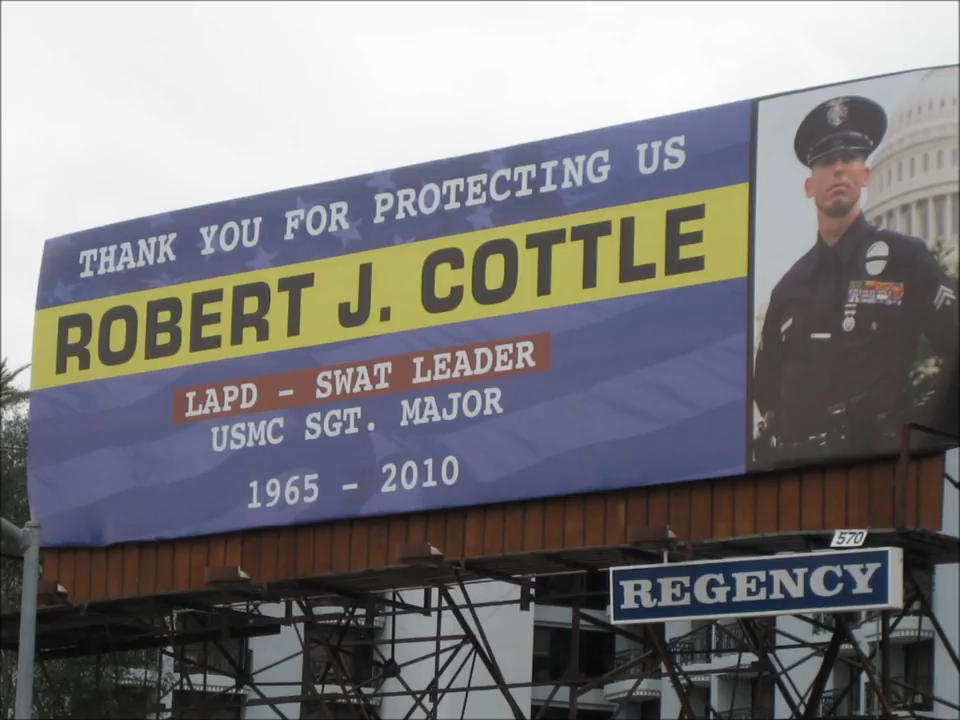 THANK YOU FOR PROTECTING US
ROBERT J. COTTLE
LAPD - SWAT LEADER
USMC SGT. MAJOR
1965 - 2010
570
REGENCY